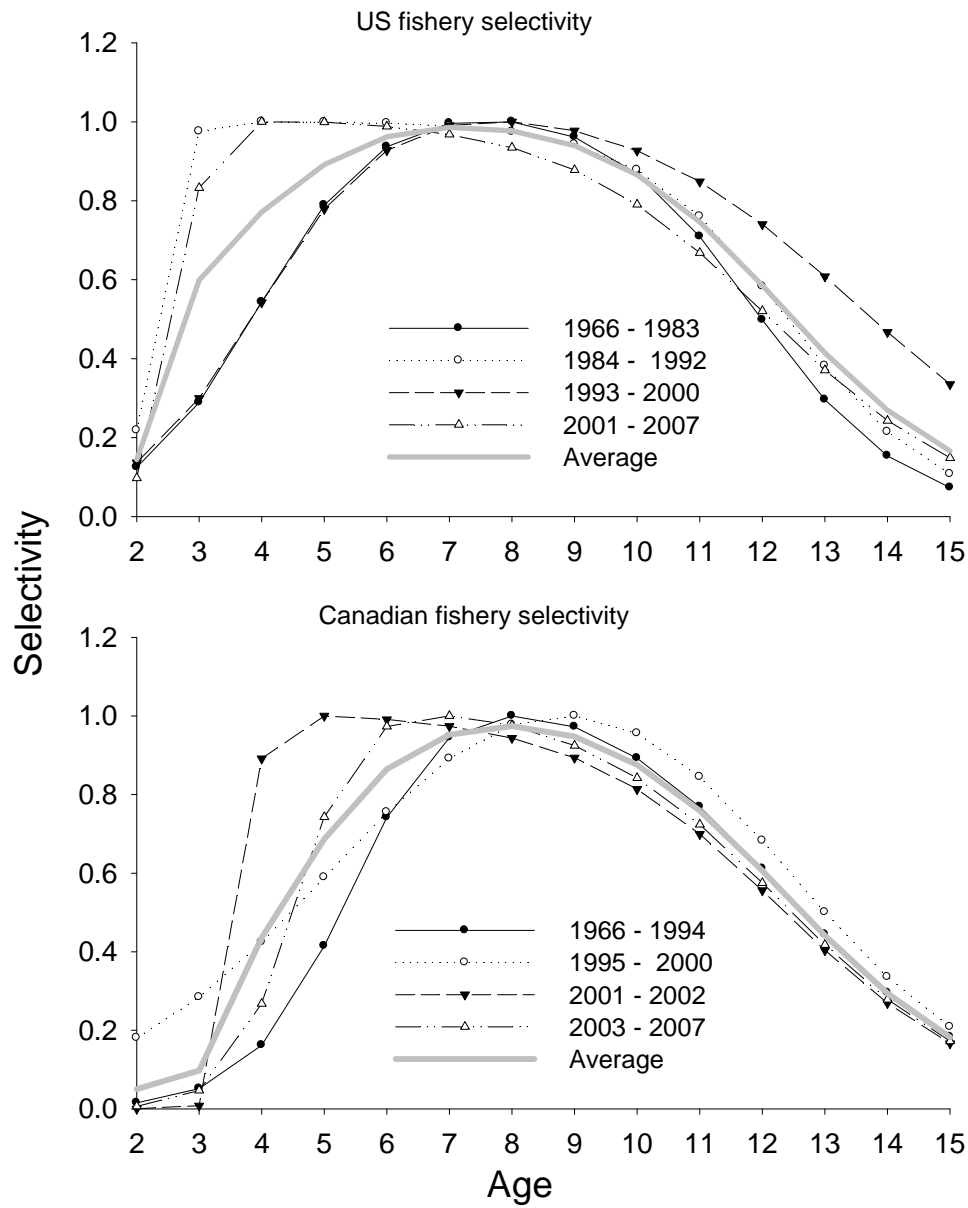 US fishery selectivity
1.2
1.0
0.8
0.6
0.4
0.2
0.0
1966 - 1983
1984 - 1992
1993 - 2000
2001 - 2007
Average
2 3 4 5 6 7 8 9 10 11 12 13 14 15
Selectivity
Canadian fishery selectivity
1.2
1.0
0.8
0.6
0.4
0.2
0.0
1966 - 1994
1995 - 2000
2001 - 2002
2003 - 2007
Average
2 3 4 5 6 7 8 9 10 11 12 13 14 15
Age